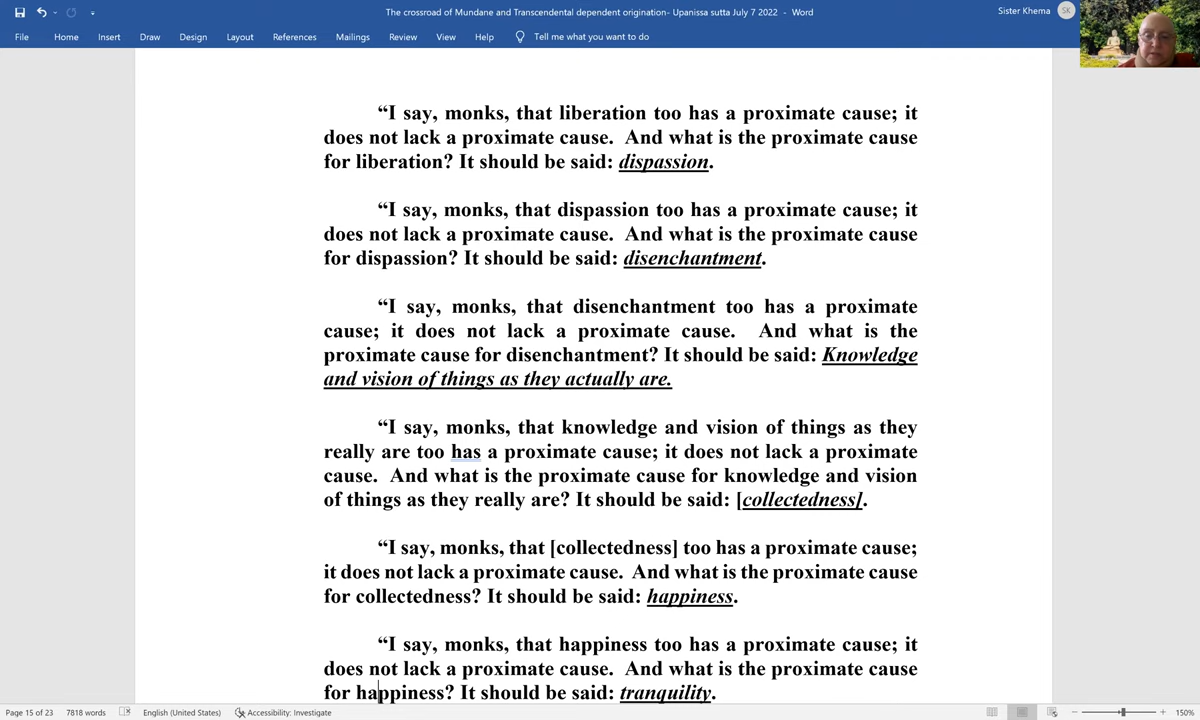 The crossroad of Mundane and Transcendental dependent origination- Upanissa sutta July 7 2022 - Word
Sister Khema
SK
File Home Insert Draw Design Layout References Mailings Review View Help Tell me what you want to do
“I say, monks, that liberation too has a proximate cause; it
does not lack a proximate cause. And what is the proximate cause
for liberation? It should be said: dispassion.
“I say, monks, that dispassion too has a proximate cause; it
does not lack a proximate cause. And what is the proximate cause
for dispassion? It should be said: disenchantment.
“I say, monks, that disenchantment too has a proximate
cause; it does not lack a proximate cause. And what is the
proximate cause for disenchantment? It should be said: Knowledge
and vision of things as they actually are.
“I say, monks, that knowledge and vision of things as they
really are too has a proximate cause; it does not lack a proximate
cause. And what is the proximate cause for knowledge and vision
of things as they really are? It should be said: [collectedness].
“I say, monks, that [collectedness] too has a proximate cause;
it does not lack a proximate cause. And what is the proximate cause
for collectedness? It should be said: happiness.
“I say, monks, that happiness too has a proximate cause; it
does not lack a proximate cause. And what is the proximate cause
for happiness? It should be said: tranquility.
Page 15 of 23 7818 words English (United States) Accessibility: Investigate 150%